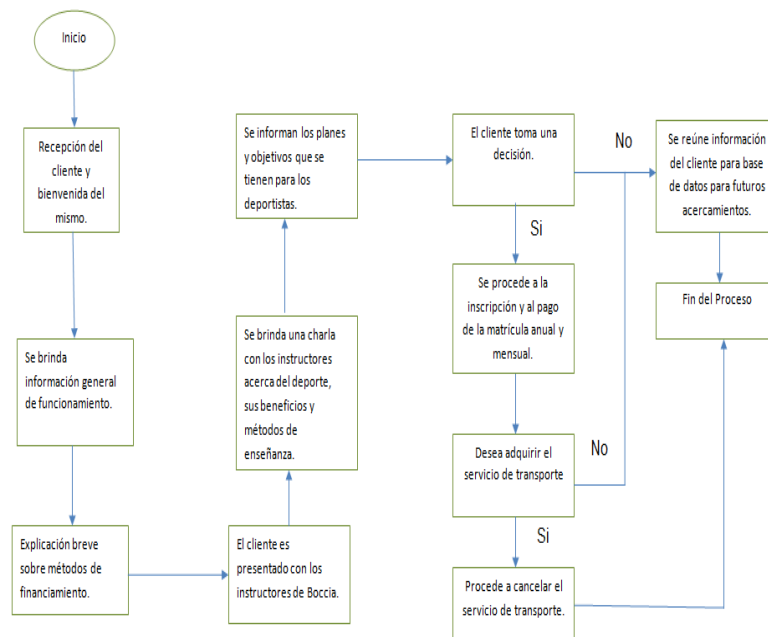 Inicio
Recepción del
cliente y
bienvenida del
mismo.
Se brinda
información general
de funcionamiento.
Explicación breve
sobre métodos de
financiamiento.
El cliente es
presentado con los
instructores de Boccia.
Se brinda una charla
con los instructores
acerca del deporte,
sus beneficios y
métodos de
enseñanza.
Se informan los planes
y objetivos que se
tienen para los
deportistas.
El cliente toma una
decisión.
No
Se reúne información
del cliente para base
de datos para futuros
acercamientos.
Fin del Proceso
Si
Se procede a la
inscripción y al pago
de la matrícula anual y
mensual.
Desea adquirir el
servicio de transporte
No
Si
Procede a cancelar el
servicio de transporte.